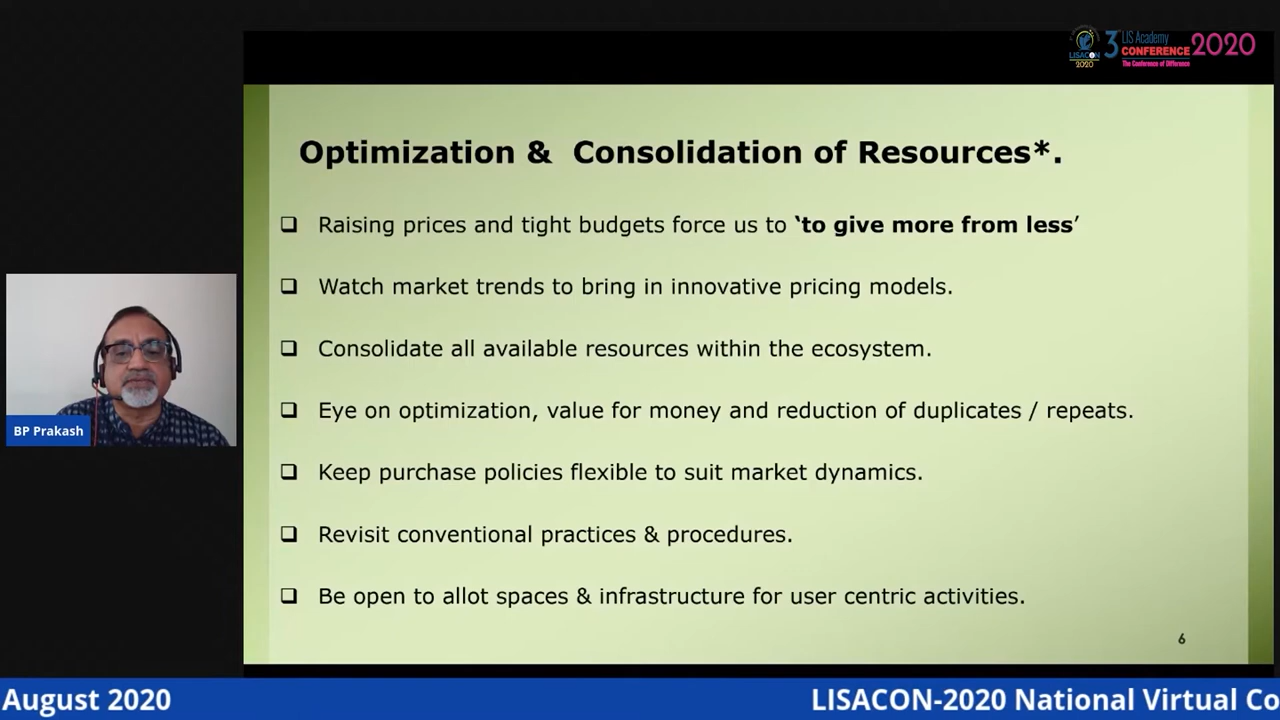 LISACON
2020
3 LIS Academy
CONFERENCE 2020
The Conference of Difference
Optimization &  Consolidation of Resources*.
❑ Raising prices and tight budgets force us to ‘to give more from less’
❑ Watch market trends to bring in innovative pricing models.
❑ Consolidate all available resources within the ecosystem.
❑ Eye on optimization, value for money and reduction of duplicates / repeats.
❑ Keep purchase policies flexible to suit market dynamics.
❑ Revisit conventional practices & procedures.
❑ Be open to allot spaces & infrastructure for user centric activities.
6
BP Prakash
August 2020
LISACON-2020 National Virtual Co